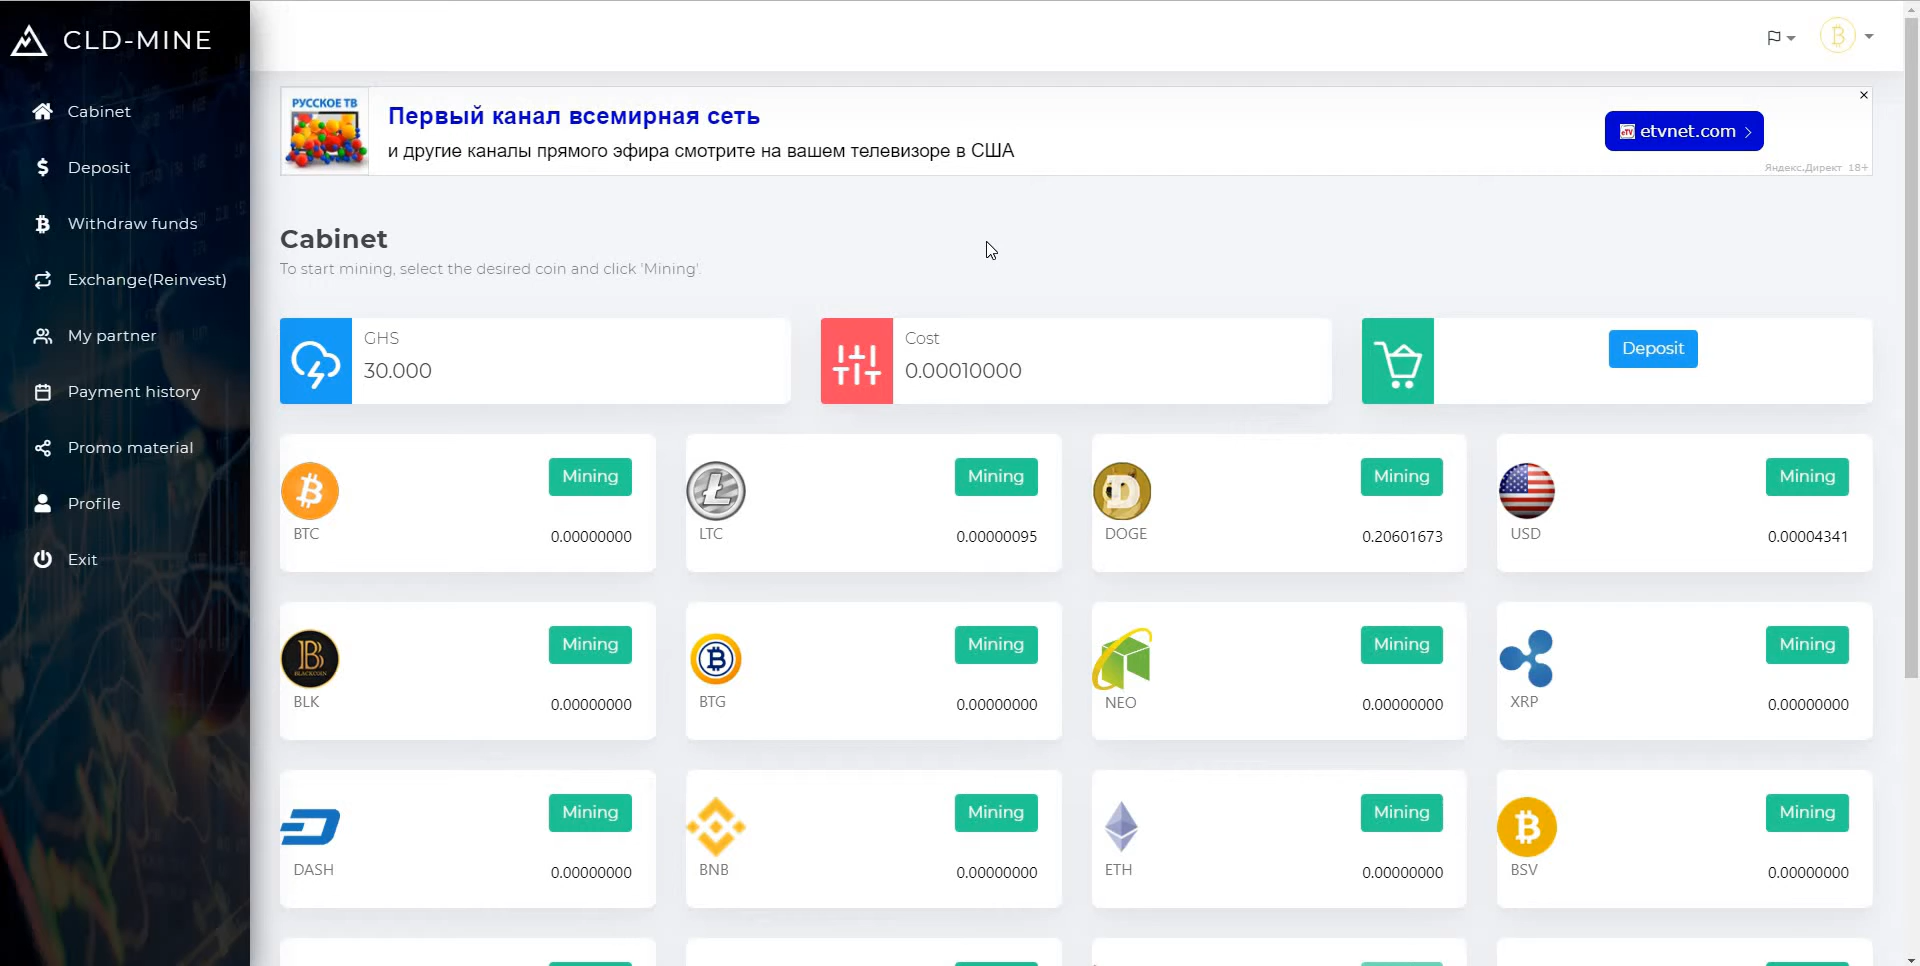 CLD-MINE
Cabinet
Deposit
Withdraw funds
Exchange(Reinvest)
My partner
Payment history
Promo material
Profile
Exit
РУССКОЕ ТВ
Первый канал всемирная сеть
и другие каналы прямого эфира смотрите на вашем телевизоре в США
etvnet.com
Яндекс.Директ 18+
Cabinet
To start mining, select the desired coin and click 'Mining'.
GHS
30.000
Cost
0.00010000
Deposit
Mining
BTC
0.00000000
Mining
LTC
0.00000095
Mining
DOGE
0.20601673
Mining
USD
0.00004341
Mining
BLACKCOIN
BLK
0.00000000
Mining
BTG
0.00000000
Mining
NEO
0.00000000
Mining
XRP
0.00000000
Mining
DASH
0.00000000
Mining
BNB
0.00000000
Mining
ETH
0.00000000
Mining
BSV
0.00000000